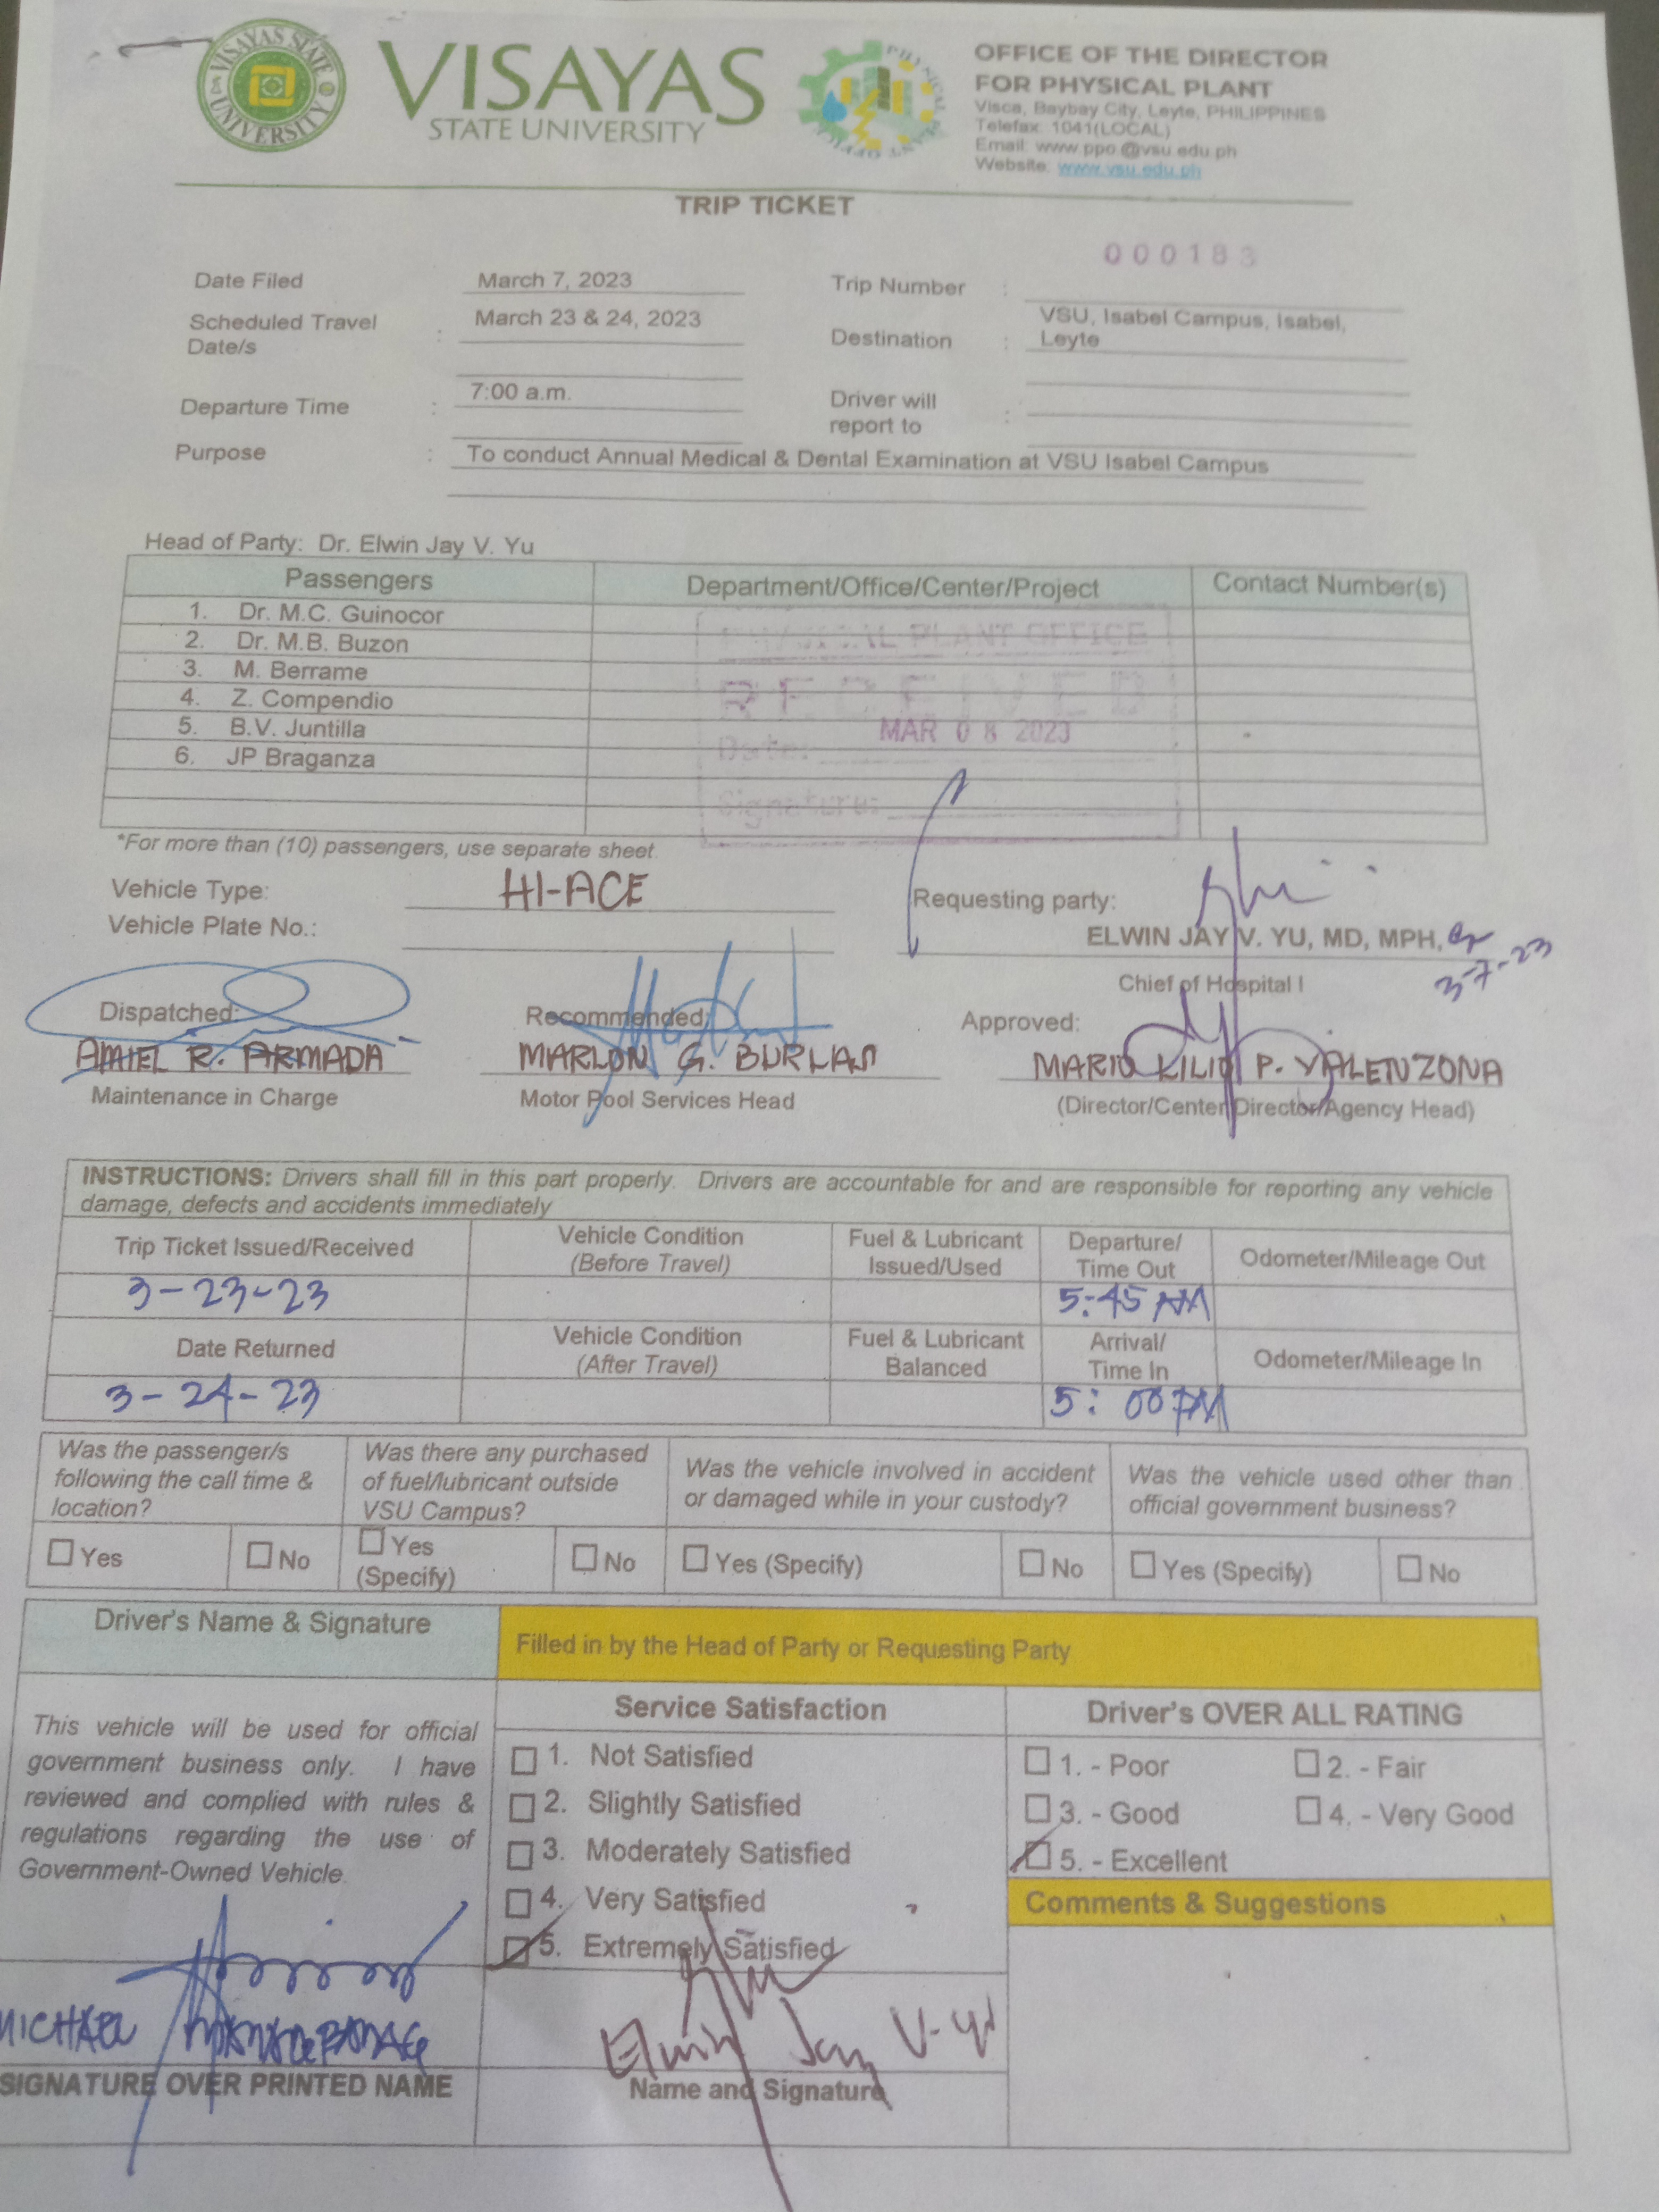 VISAYAS STATE UNIVERSITY
VISAYAS
STATE UNIVERSITY
OFFICE OF THE DIRECTOR
FOR PHYSICAL PLANT
Visca, Baybay City, Leyte, PHILIPPINES
Telefax: 1041(LOCAL)
Email: www.ppo.@vsu.edu.ph
Website: www.vsu.edu.ph
TRIP TICKET
000183
Date Filed March 7, 2023 Trip Number :
Scheduled Travel Date/s : March 23 & 24, 2023 Destination : VSU, Isabel Campus, Isabel, Leyte
Departure Time : 7:00 a.m. Driver will report to :
Purpose : To conduct Annual Medical & Dental Examination at VSU Isabel Campus
Head of Party: Dr. Elwin Jay V. Yu
Passengers Department/Office/Center/Project Contact Number(s)
1. Dr. M.C. Guinocor
2. Dr. M.B. Buzon
3. M. Berrame
4. Z. Compendio
5. B.V. Juntilla
6. JP Braganza
PHYSICAL PLANT OFFICE
RECEIVED
Date: MAR 08 2023
Signature:
*For more than (10) passengers, use separate sheet.
Vehicle Type: HI-ACE
Vehicle Plate No.:
Requesting party:
ELWIN JAY V. YU, MD, MPH,
3-7-23
Chief of Hospital I
Dispatched: Recommended: Approved:
AMIEL R. ARMADA MARLON G. BURLAS MARIO LILIO P. VALENZONA
Maintenance in Charge Motor Pool Services Head (Director/Center Director/Agency Head)
INSTRUCTIONS: Drivers shall fill in this part properly. Drivers are accountable for and are responsible for reporting any vehicle
damage, defects and accidents immediately
Trip Ticket Issued/Received Vehicle Condition (Before Travel) Fuel & Lubricant Issued/Used Departure/ Time Out Odometer/Mileage Out
3-23-23 5:45 AM
Date Returned Vehicle Condition (After Travel) Fuel & Lubricant Balanced Arrival/ Time In Odometer/Mileage In
3-24-23 5:00 PM
Was the passenger/s following the call time & location? Was there any purchased of fuel/lubricant outside VSU Campus? Was the vehicle involved in accident or damaged while in your custody? Was the vehicle used other than official government business?
Yes No Yes (Specify) No Yes (Specify) No Yes (Specify) No
Driver's Name & Signature
Filled in by the Head of Party or Requesting Party
This vehicle will be used for official
government business only. I have
reviewed and complied with rules &
regulations regarding the use of
Government-Owned Vehicle.
MICHAEL
SIGNATURE OVER PRINTED NAME
Service Satisfaction
1. Not Satisfied
2. Slightly Satisfied
3. Moderately Satisfied
4. Very Satisfied
5. Extremely Satisfied
Elwin Jay V. Yu
Name and Signature
Driver's OVER ALL RATING
1. - Poor 2. - Fair
3. - Good 4. - Very Good
5. - Excellent
Comments & Suggestions